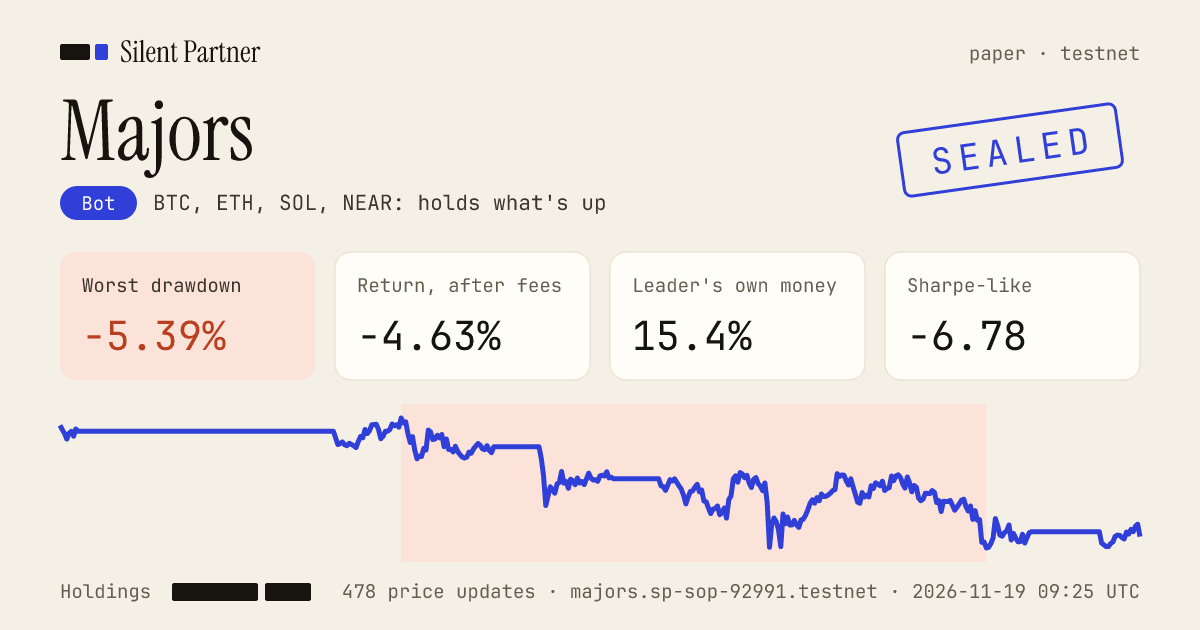 Silent Partner
paper · testnet
Majors
SEALED
Bot BTC, ETH, SOL, NEAR: holds what's up
Worst drawdown
-5.39%
Return, after fees
-4.63%
Leader's own money
15.4%
Sharpe-like
-6.78
Holdings
478 price updates · majors.sp-sop-92991.testnet · 2026-11-19 09:25 UTC